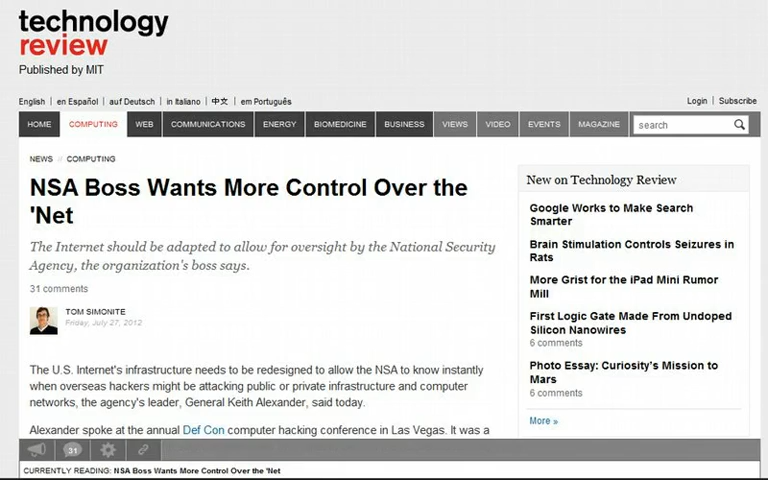 technology
review
Published by MIT
English | en Español | auf Deutsch | in Italiano | 中文 | em Português
Login | Subscribe
HOME COMPUTING WEB COMMUNICATIONS ENERGY BIOMEDICINE BUSINESS VIEWS VIDEO EVENTS MAGAZINE search
NEWS // COMPUTING
NSA Boss Wants More Control Over the
'Net
The Internet should be adapted to allow for oversight by the National Security
Agency, the organization's boss says.
31 comments
TOM SIMONITE
Friday, July 27, 2012
The U.S. Internet's infrastructure needs to be redesigned to allow the NSA to know instantly
when overseas hackers might be attacking public or private infrastructure and computer
networks, the agency's leader, General Keith Alexander, said today.
Alexander spoke at the annual Def Con computer hacking conference in Las Vegas. It was a
New on Technology Review
Google Works to Make Search
Smarter
Brain Stimulation Controls Seizures in
Rats
More Grist for the iPad Mini Rumor
Mill
First Logic Gate Made From Undoped
Silicon Nanowires
6 comments
Photo Essay: Curiosity's Mission to
Mars
6 comments
More »
31
CURRENTLY READING: NSA Boss Wants More Control Over the 'Net